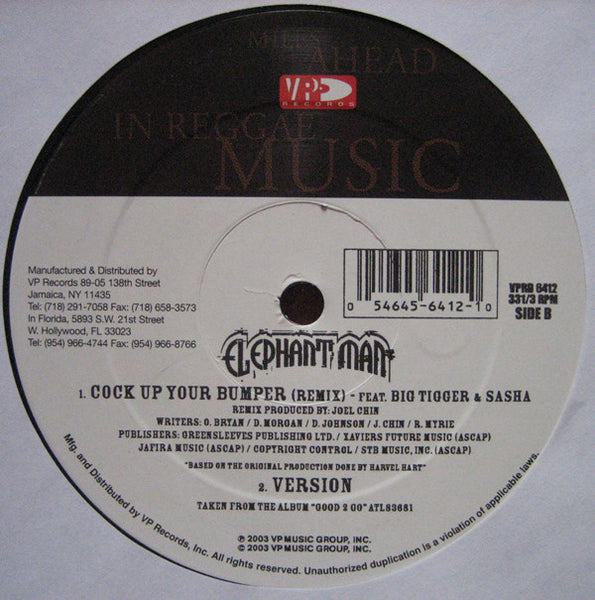 MILES
AHEAD
VP
RECORDS
IN REGGAE
MUSIC
Manufactured & Distributed by
VP Records 89-05 138th Street
Jamaica, NY 11435
Tel: (718) 291-7058 Fax: (718) 658-3573
In Florida, 5893 S.W. 21st Street
W. Hollywood, FL 33023
Tel: (954) 966-4744 Fax: (954) 966-8766
0 54645-6412-1 0
VPRD 6412
331/3 RPM
SIDE B
ELEPHANT MAN
1. COCK UP YOUR BUMPER (REMIX) - FEAT. BIG TIGGER & SASHA
REMIX PRODUCED BY: JOEL CHIN
WRITERS: O. BRYAN / D. MORGAN / D. JOHNSON / J. CHIN / R. MYRIE
PUBLISHERS: GREENSLEEVES PUBLISHING LTD. / XAVIERS FUTURE MUSIC (ASCAP)
JAFIRA MUSIC (ASCAP) / COPYRIGHT CONTROL / STB MUSIC, INC. (ASCAP)
"BASED ON THE ORIGINAL PRODUCTION DONE BY HARVEL HART"
2. VERSION
TAKEN FROM THE ALBUM "GOOD 2 GO" ATL83681
℗ 2003 VP MUSIC GROUP, INC.
© 2003 VP MUSIC GROUP, INC.
Mfg. and Distributed by VP Records, Inc. All rights reserved. Unauthorized duplication is a violation of applicable laws.